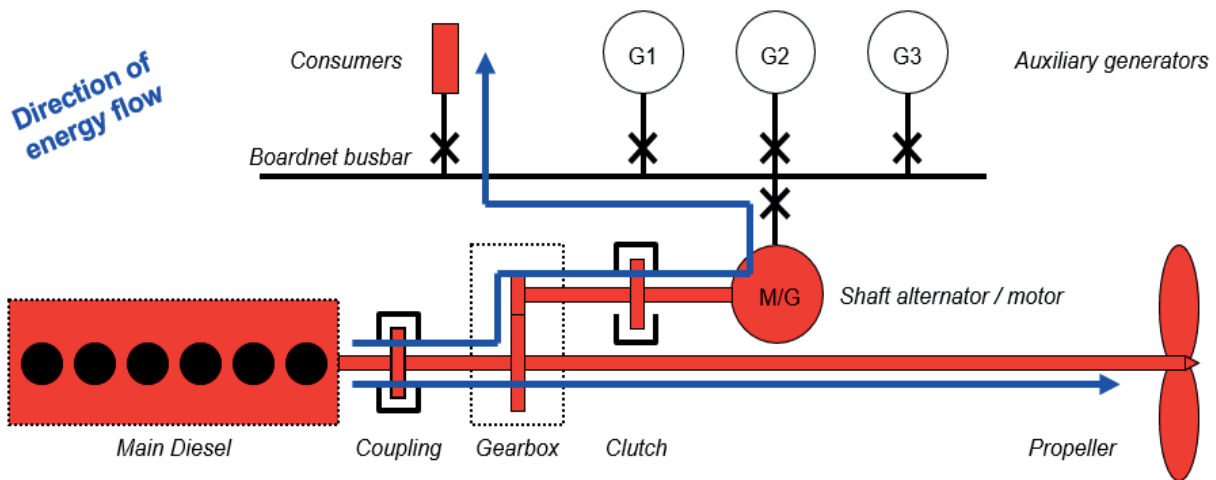 Direction of
energy flow
Consumers
G1
G2
G3
Auxiliary generators
Boardnet busbar
M/G
Shaft alternator / motor
Main Diesel
Coupling
Gearbox
Clutch
Propeller